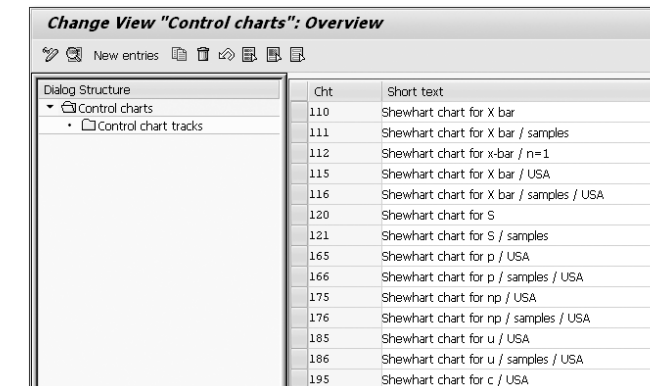 Change View "Control charts": Overview
New entries
Dialog Structure
Control charts
Control chart tracks
Cht Short text
110 Shewhart chart for X bar
111 Shewhart chart for X bar / samples
112 Shewhart chart for x-bar / n=1
115 Shewhart chart for X bar / USA
116 Shewhart chart for X bar / samples / USA
120 Shewhart chart for S
121 Shewhart chart for S / samples
165 Shewhart chart for p / USA
166 Shewhart chart for p / samples / USA
175 Shewhart chart for np / USA
176 Shewhart chart for np / samples / USA
185 Shewhart chart for u / USA
186 Shewhart chart for u / samples / USA
195 Shewhart chart for c / USA